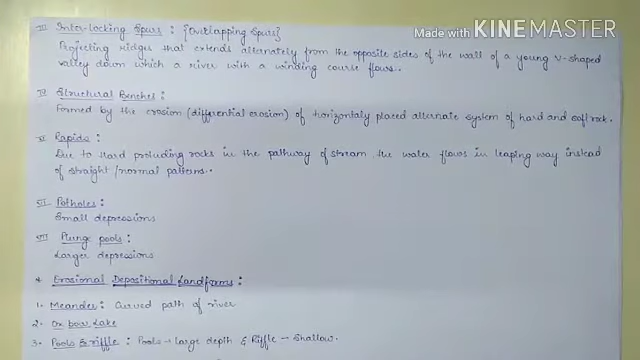 Made with KINEMASTER
III Inter-locking Spurs : {Overlapping Spurs}
Projecting ridges that extends alternately from the opposite sides of the wall of a young V-shaped
valley down which a river with a winding course flows.
IV Structural Benches :
Formed by the erosion (differential erosion) of horizontaly placed alternate system of hard and soft rock.
V Rapids :
Due to Hard protuding rocks in the pathway of stream the water flows in leaping way instead
of straight / normal patterns.
VI Potholes :
Small depressions
VII Plung pools :
Larger depressions
* Erosional Depositional Landforms :
1. Meander : Curved path of river
2. Ox bow Lake
3. Pools & riffle : Pools → Large depth & Riffle - Shallow.